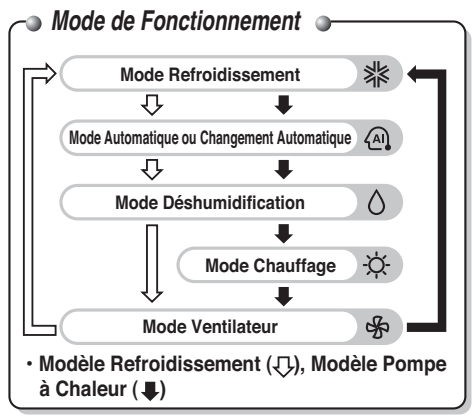 Mode de Fonctionnement
Mode Refroidissement
Mode Automatique ou Changement Automatique
AI
Mode Déshumidification
Mode Chauffage
Mode Ventilateur
· Modèle Refroidissement (⇩), Modèle Pompe
à Chaleur (⬇)